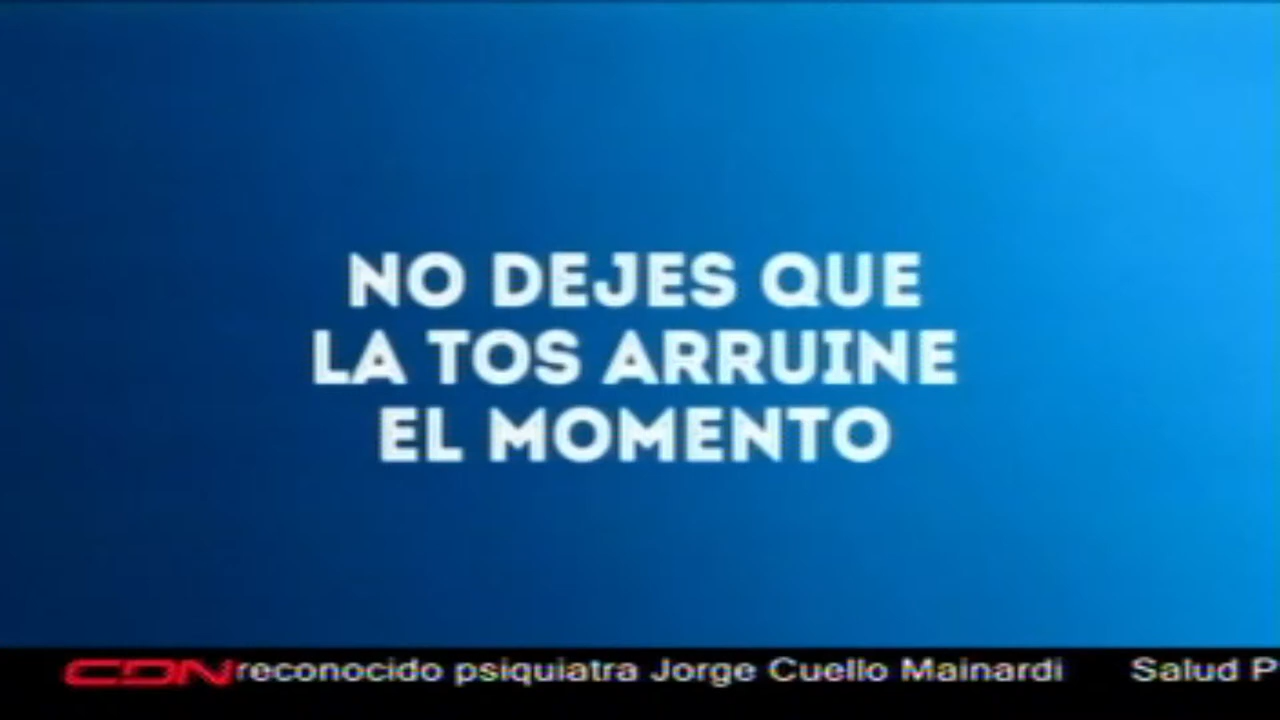 NO DEJES QUE
LA TOS ARRUINE
EL MOMENTO
CDN reconocido psiquiatra Jorge Cuello Mainardi Salud P